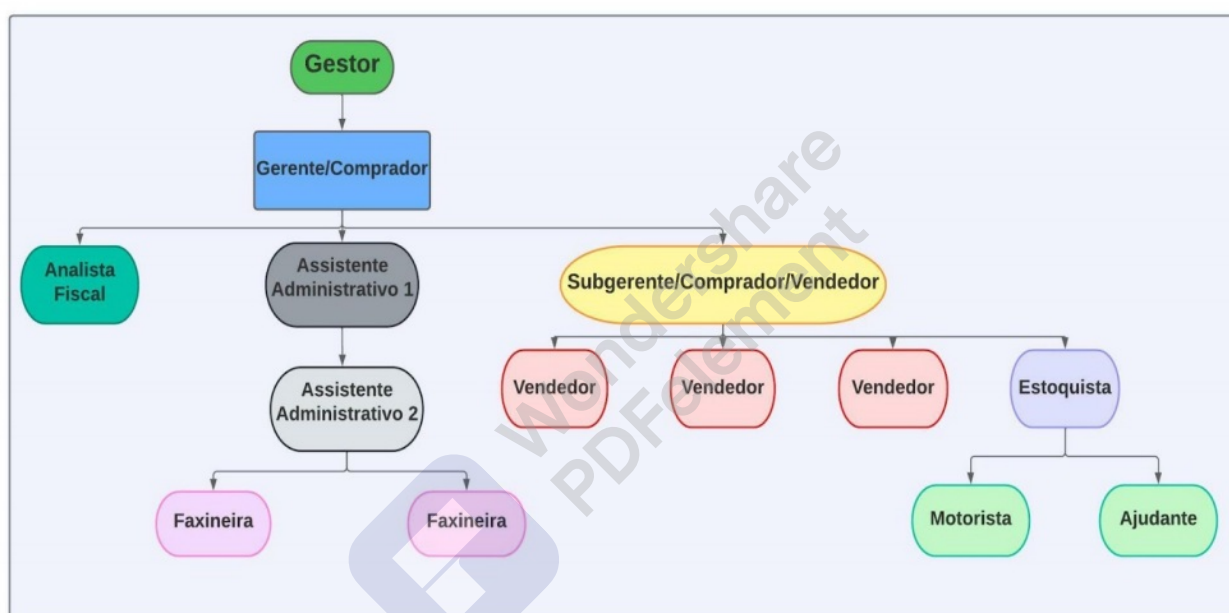 Gestor
Gerente/Comprador
Analista
Fiscal
Assistente
Administrativo 1
Subgerente/Comprador/Vendedor
Assistente
Administrativo 2
Vendedor
Vendedor
Vendedor
Estoquista
Faxineira
Faxineira
Motorista
Ajudante
Wondershare
PDFelement